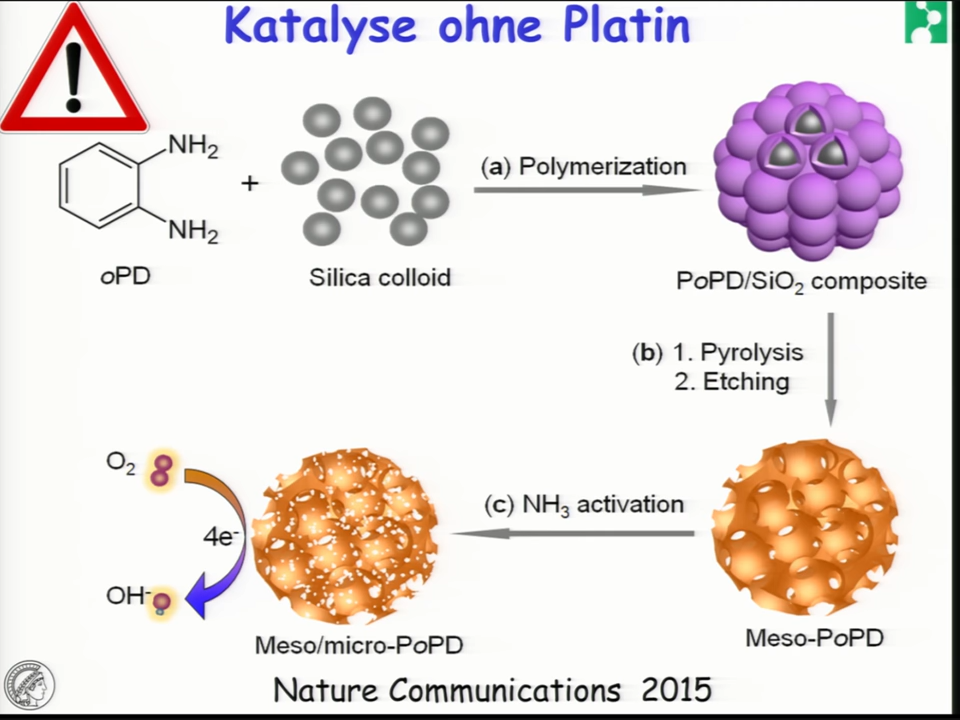 Katalyse ohne Platin
NH₂
NH₂
+
oPD
Silica colloid
(a) Polymerization
PoPD/SiO₂ composite
(b) 1. Pyrolysis
2. Etching
O₂
4e⁻
OH⁻
(c) NH₃ activation
Meso/micro-PoPD
Meso-PoPD
Nature Communications 2015